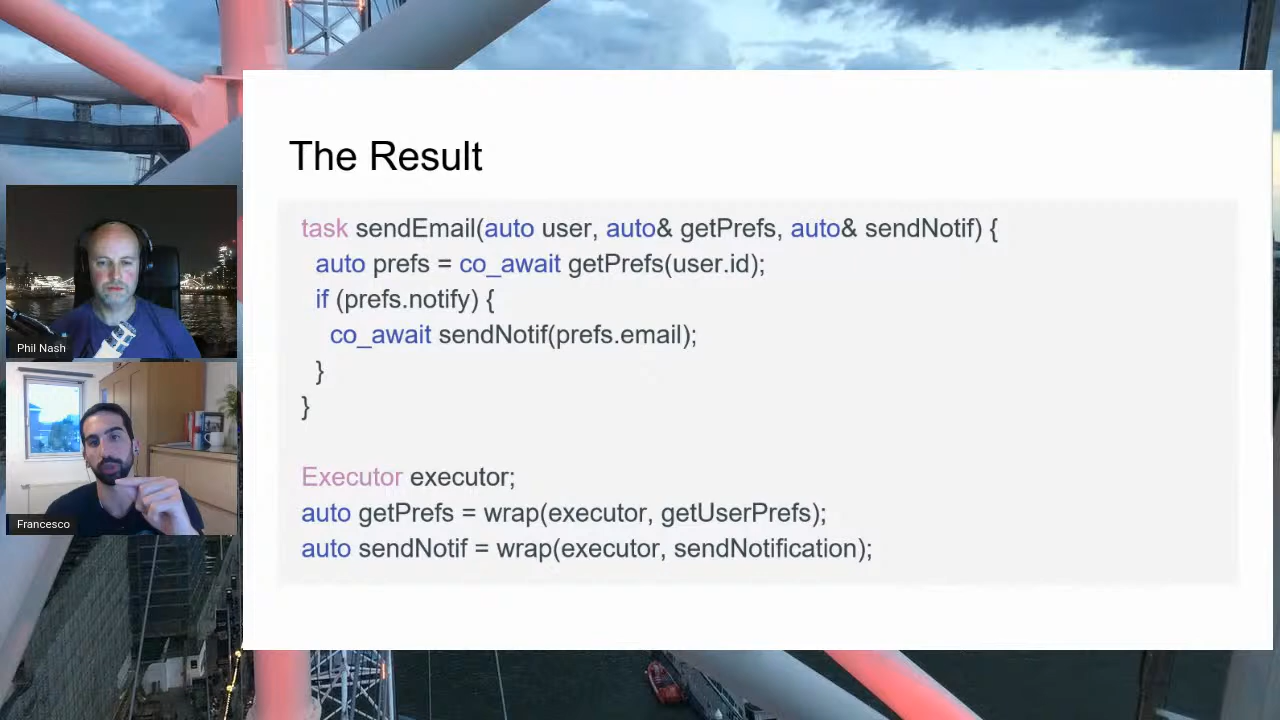 The Result
task sendEmail(auto user, auto& getPrefs, auto& sendNotif) {
auto prefs = co_await getPrefs(user.id);
if (prefs.notify) {
co_await sendNotif(prefs.email);
}
}
Executor executor;
auto getPrefs = wrap(executor, getUserPrefs);
auto sendNotif = wrap(executor, sendNotification);
Phil Nash
Francesco